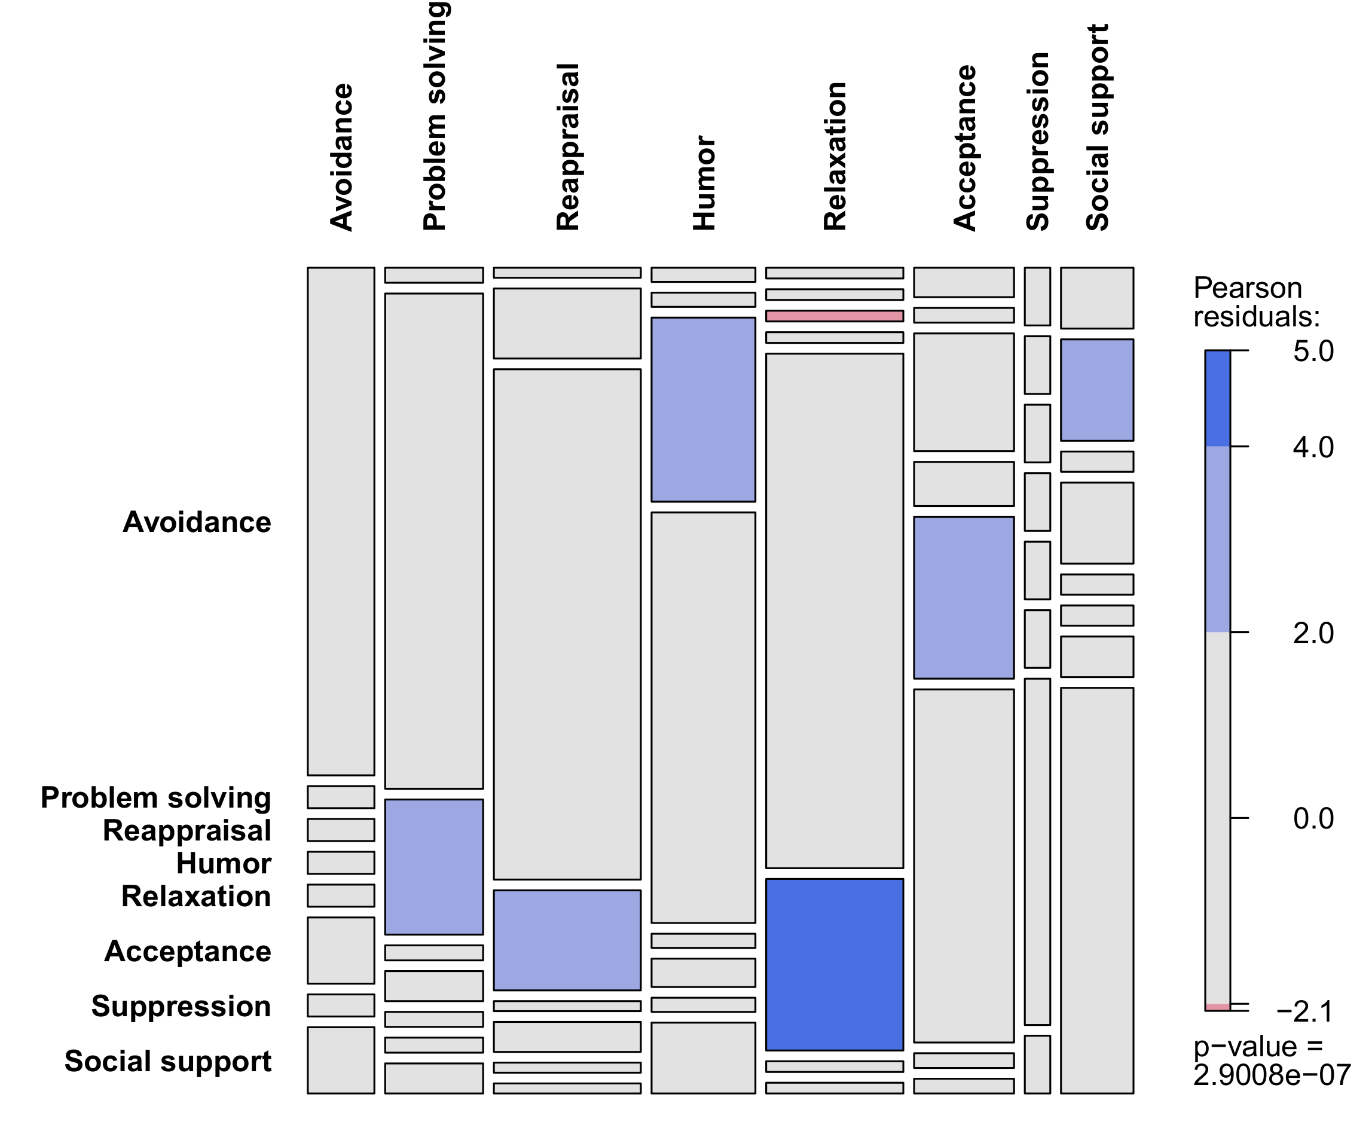 Avoidance
Problem solving
Reappraisal
Humor
Relaxation
Acceptance
Suppression
Social support
Avoidance
Problem solving
Reappraisal
Humor
Relaxation
Acceptance
Suppression
Social support
Pearson
residuals:
5.0
4.0
2.0
0.0
−2.1
p−value =
2.9008e−07